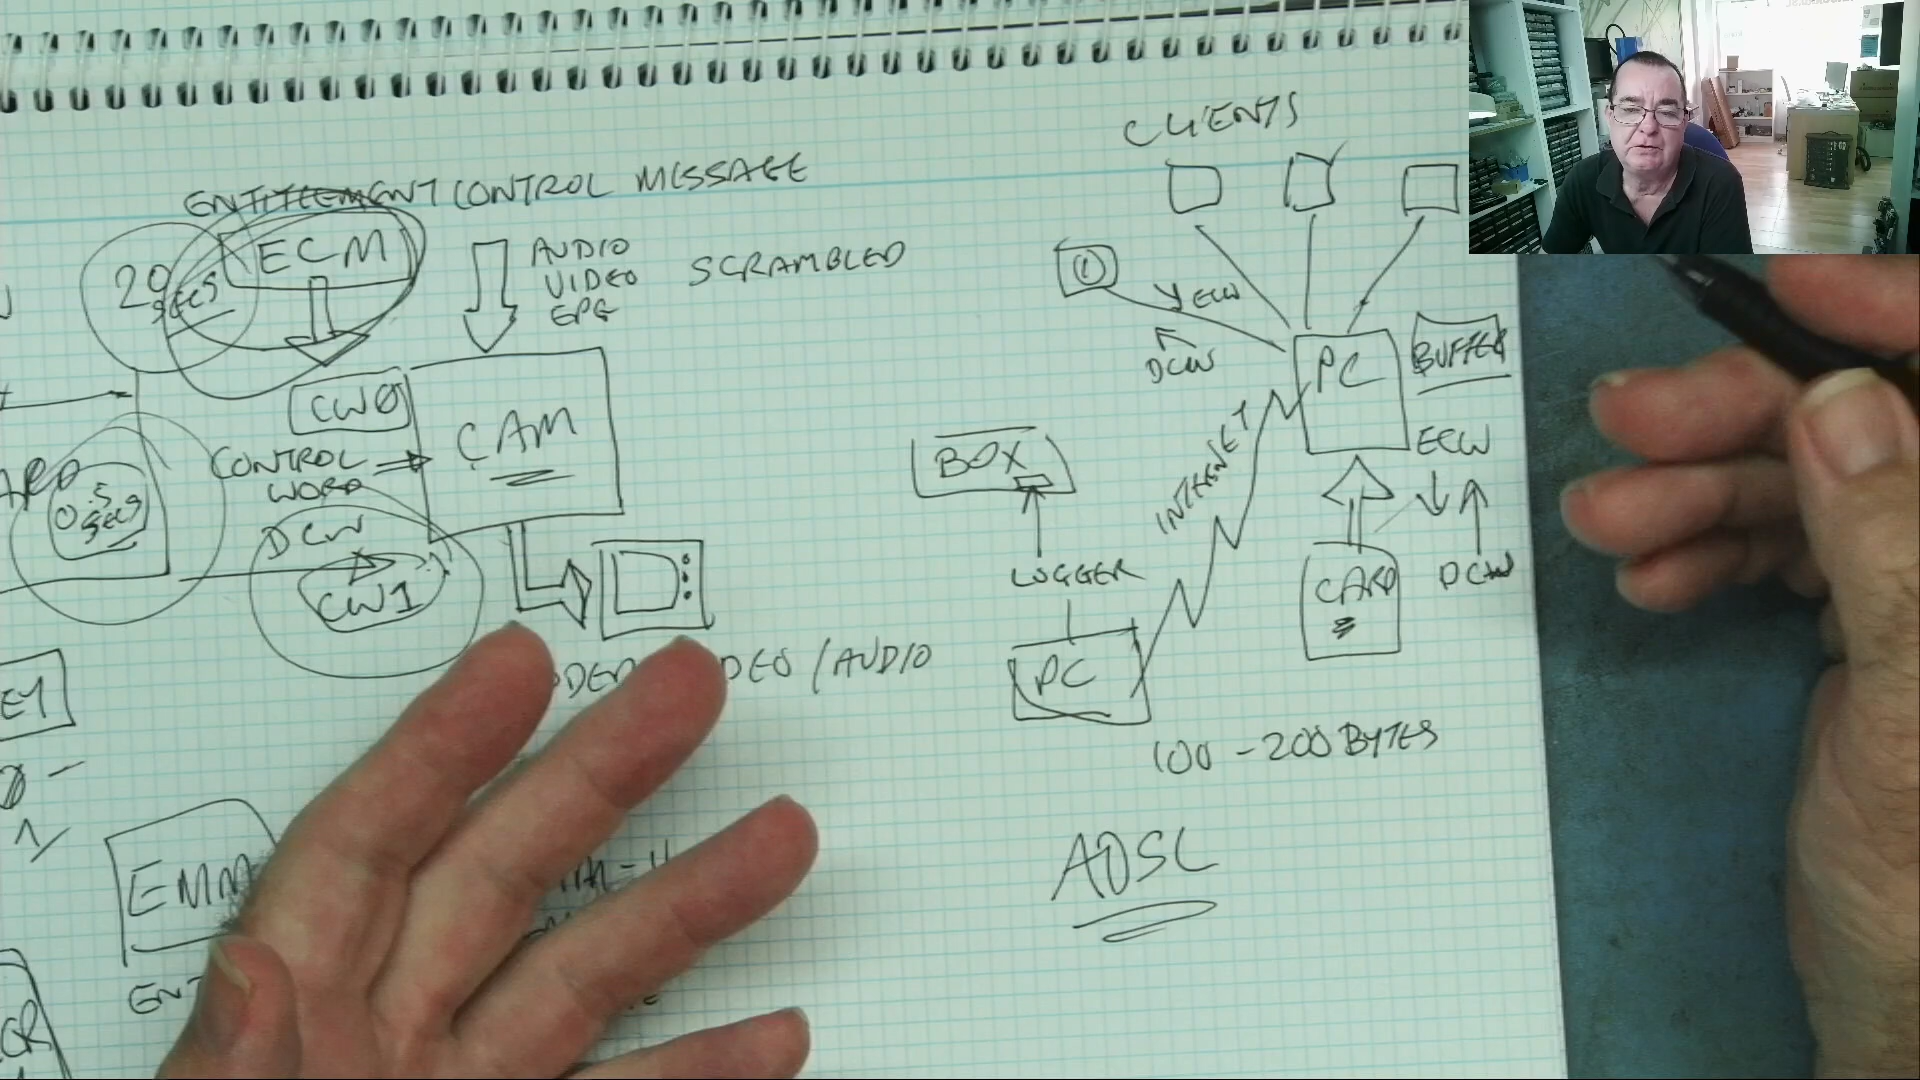 CLIENTS
ENTITLEMENT CONTROL MESSAGE
20
SECS
ECM
AUDIO
VIDEO
EPG
SCRAMBLED
1
ECW
DCW
PC
BUFFER
CW0
CAM
CONTROL
WORD
BOX
INTERNET
ECW
0.5
SECS
DCW
CW1
LOGGER
CARD
DCW
PC
VIDEO / AUDIO
100 - 200 BYTES
ADSL
EMM